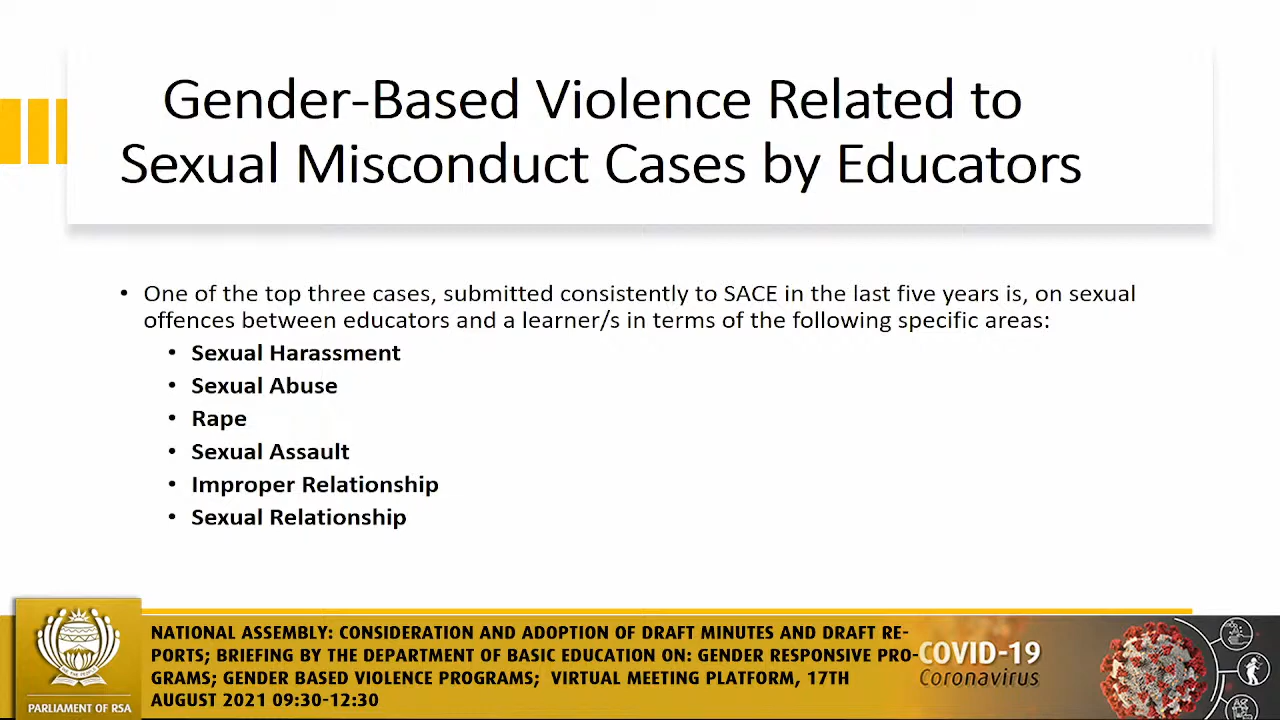 Gender-Based Violence Related to
Sexual Misconduct Cases by Educators
• One of the top three cases, submitted consistently to SACE in the last five years is, on sexual
offences between educators and a learner/s in terms of the following specific areas:
• Sexual Harassment
• Sexual Abuse
• Rape
• Sexual Assault
• Improper Relationship
• Sexual Relationship
NATIONAL ASSEMBLY: CONSIDERATION AND ADOPTION OF DRAFT MINUTES AND DRAFT RE-
PORTS; BRIEFING BY THE DEPARTMENT OF BASIC EDUCATION ON: GENDER RESPONSIVE PRO-
GRAMS; GENDER BASED VIOLENCE PROGRAMS; VIRTUAL MEETING PLATFORM, 17TH
AUGUST 2021 09:30-12:30
PARLIAMENT OF RSA
COVID-19
Coronavirus